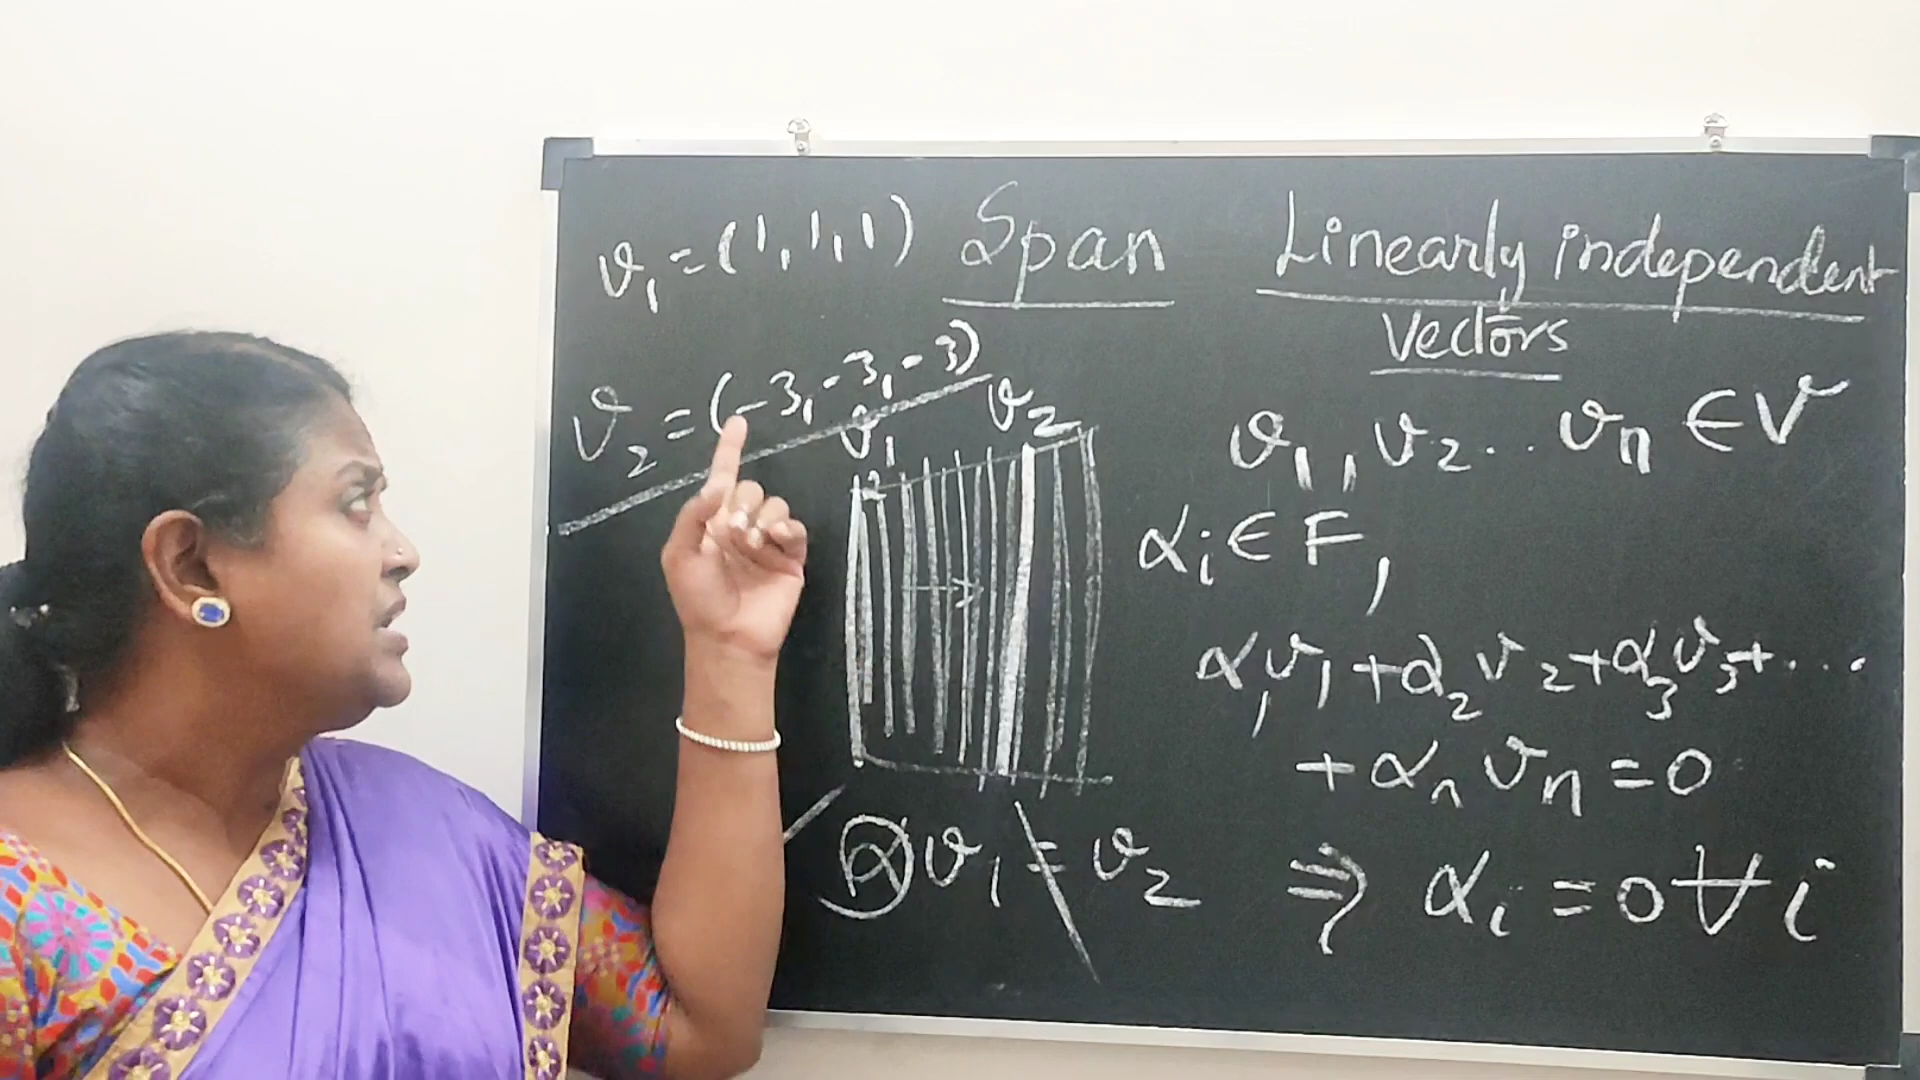 v₁ = (1, 1, 1)
Span
v₂ = (-3, -3, -3)
v₁
v₂
αv₁ ≠ v₂
Linearly independent
vectors
v₁, v₂ ... vₙ ∈ V
αᵢ ∈ F,
α₁v₁ + α₂v₂ + α₃v₃ + ...
+ αₙvₙ = 0
⇒ αᵢ = 0 ∀ i